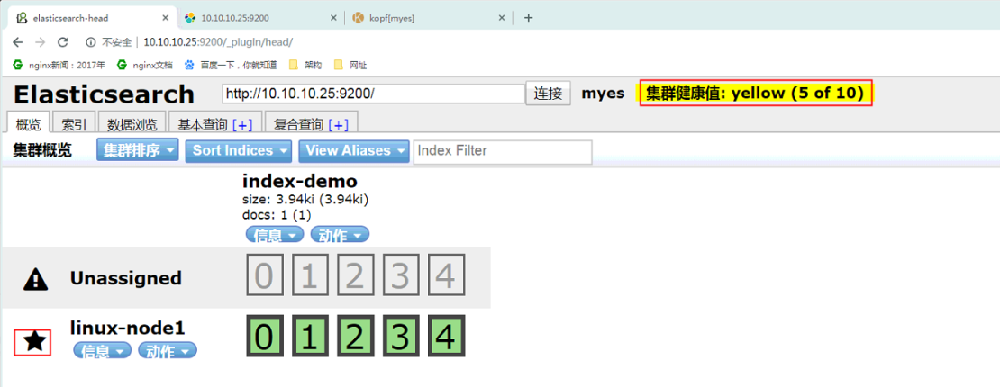 elasticsearch-head × 10.10.10.25:9200 × kopf[myes] × +
不安全 | 10.10.10.25:9200/_plugin/head/
nginx新闻：2017年 nginx文档 百度一下，你就知道 架构 网址
Elasticsearch http://10.10.10.25:9200/ 连接 myes 集群健康值: yellow (5 of 10)
概览 索引 数据浏览 基本查询 [+] 复合查询 [+]
集群概览 集群排序 Sort Indices View Aliases Index Filter
index-demo
size: 3.94ki (3.94ki)
docs: 1 (1)
信息 动作
Unassigned 0 1 2 3 4
linux-node1 0 1 2 3 4
信息 动作